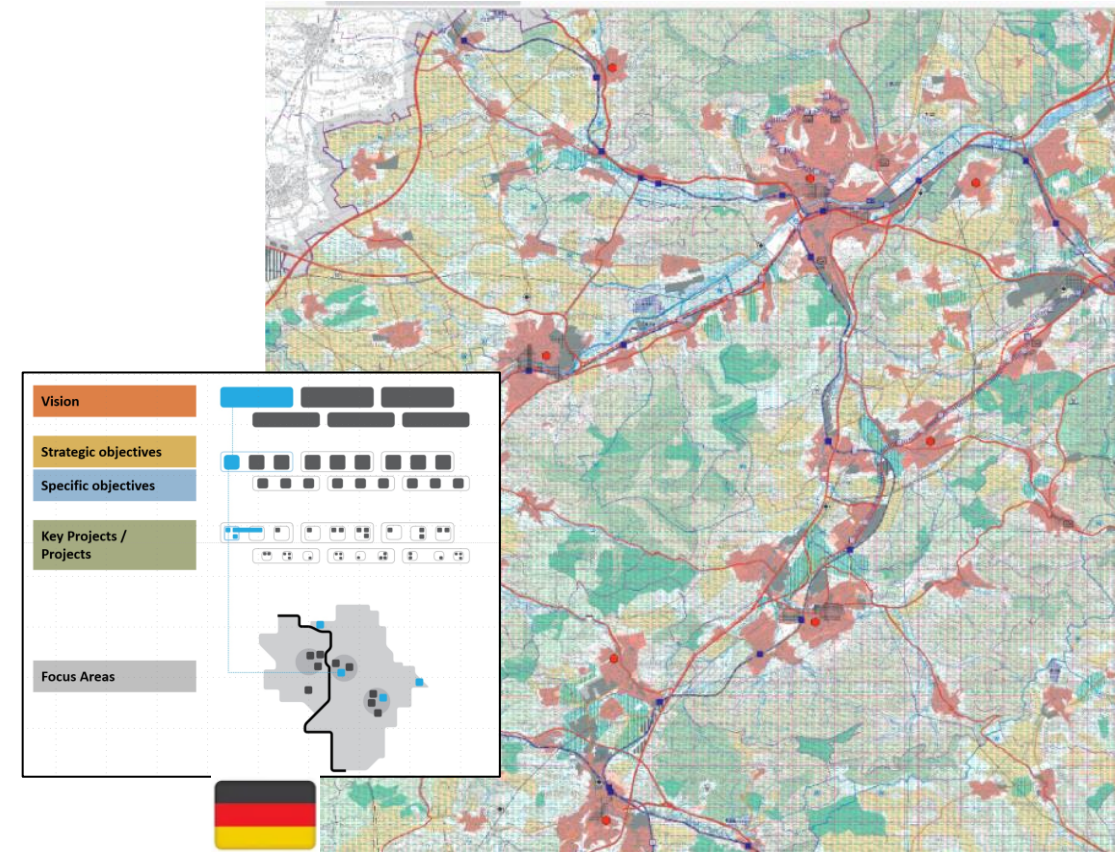 Vision
Strategic objectives
Specific objectives
Key Projects /
Projects
Focus Areas